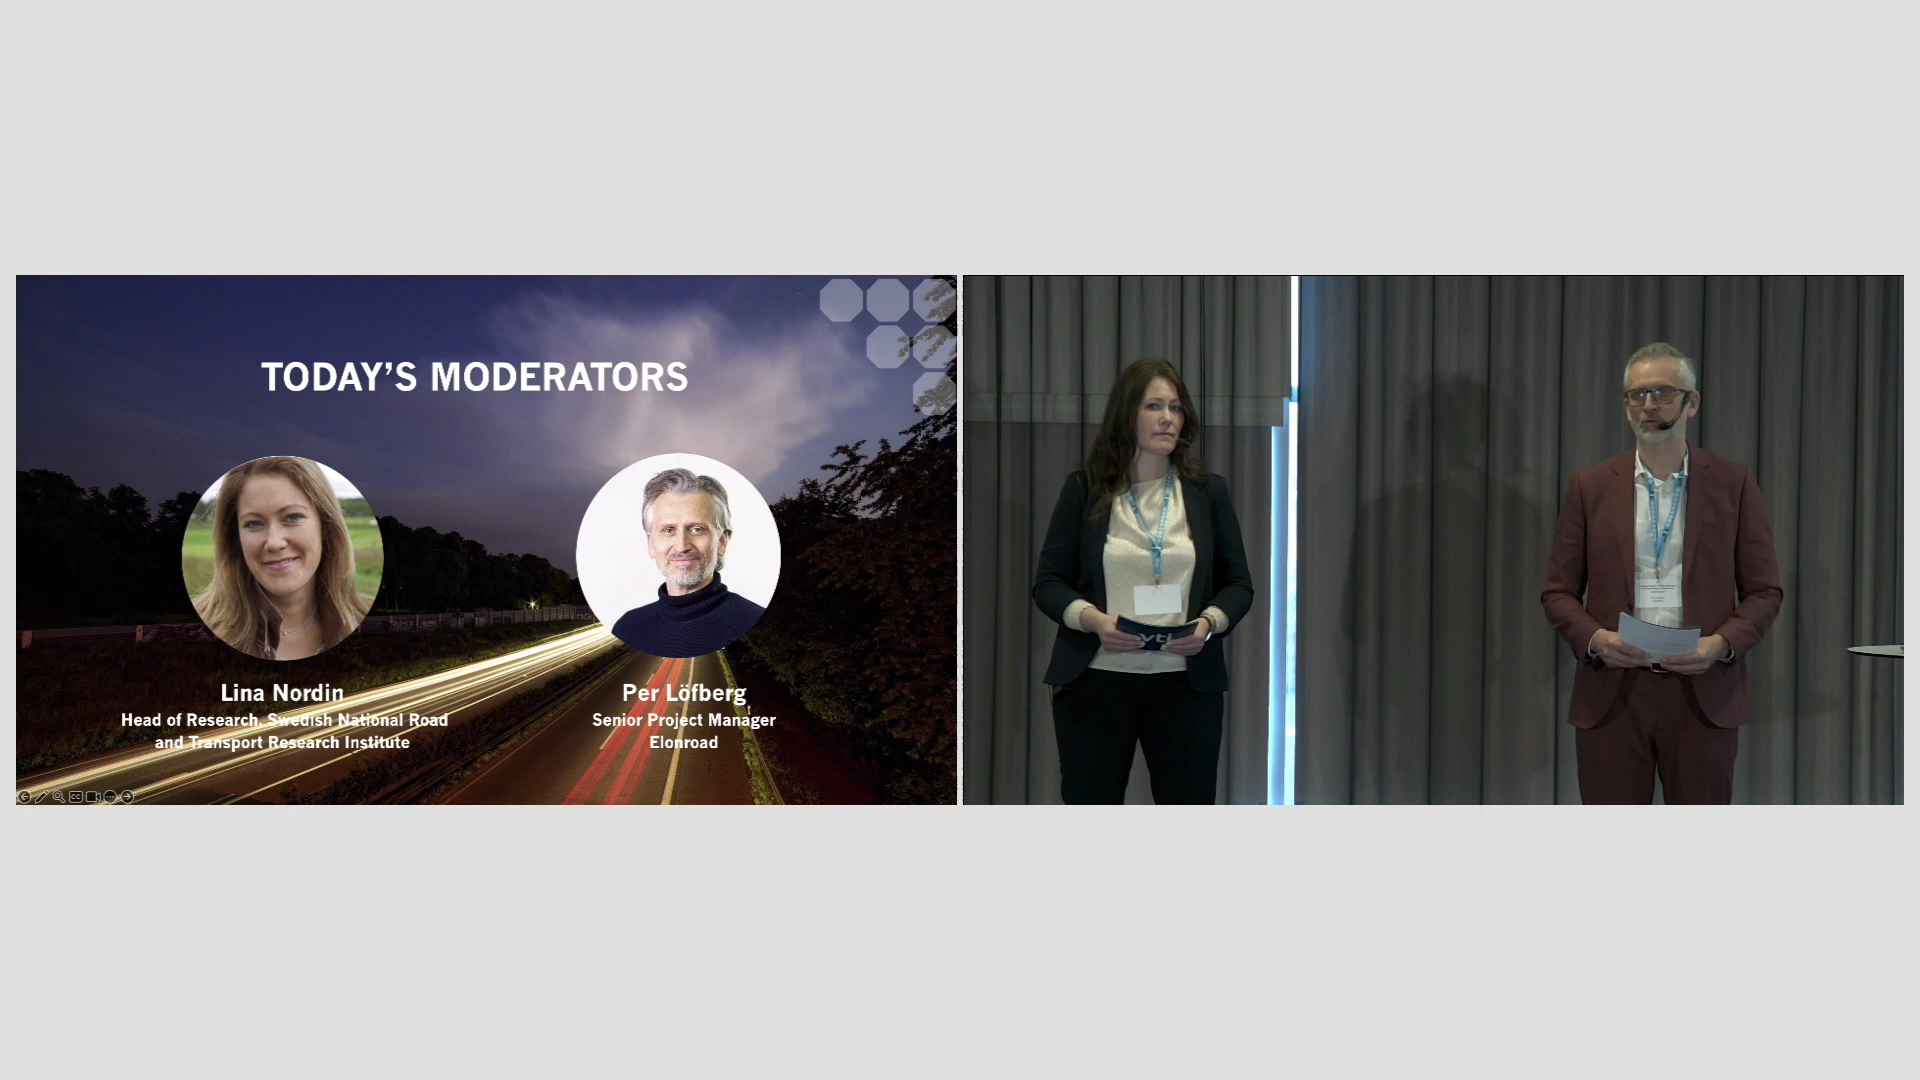 TODAY'S MODERATORS
Lina Nordin
Head of Research, Swedish National Road
and Transport Research Institute
Per Löfberg
Senior Project Manager
Elonroad
vti